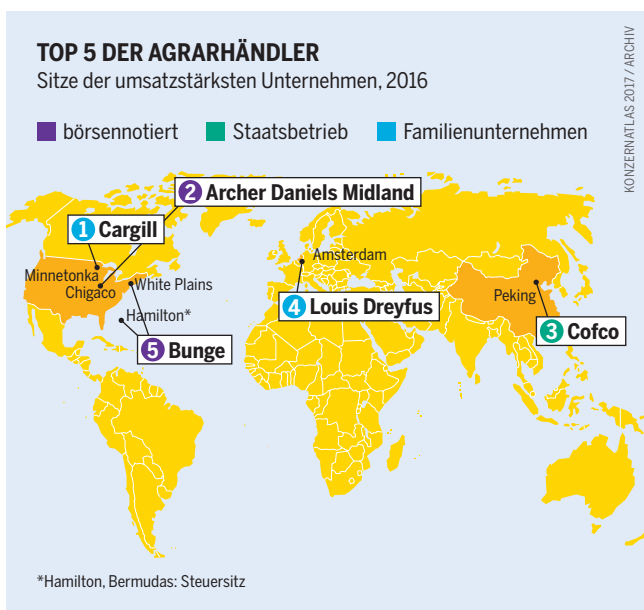 TOP 5 DER AGRARHÄNDLER
Sitze der umsatzstärksten Unternehmen, 2016
börsennotiert Staatsbetrieb Familienunternehmen
KONZERNATLAS 2017 / ARCHIV
2 Archer Daniels Midland
1 Cargill
Minnetonka
Chigaco
White Plains
Hamilton*
5 Bunge
Amsterdam
4 Louis Dreyfus
Peking
3 Cofco
*Hamilton, Bermudas: Steuersitz